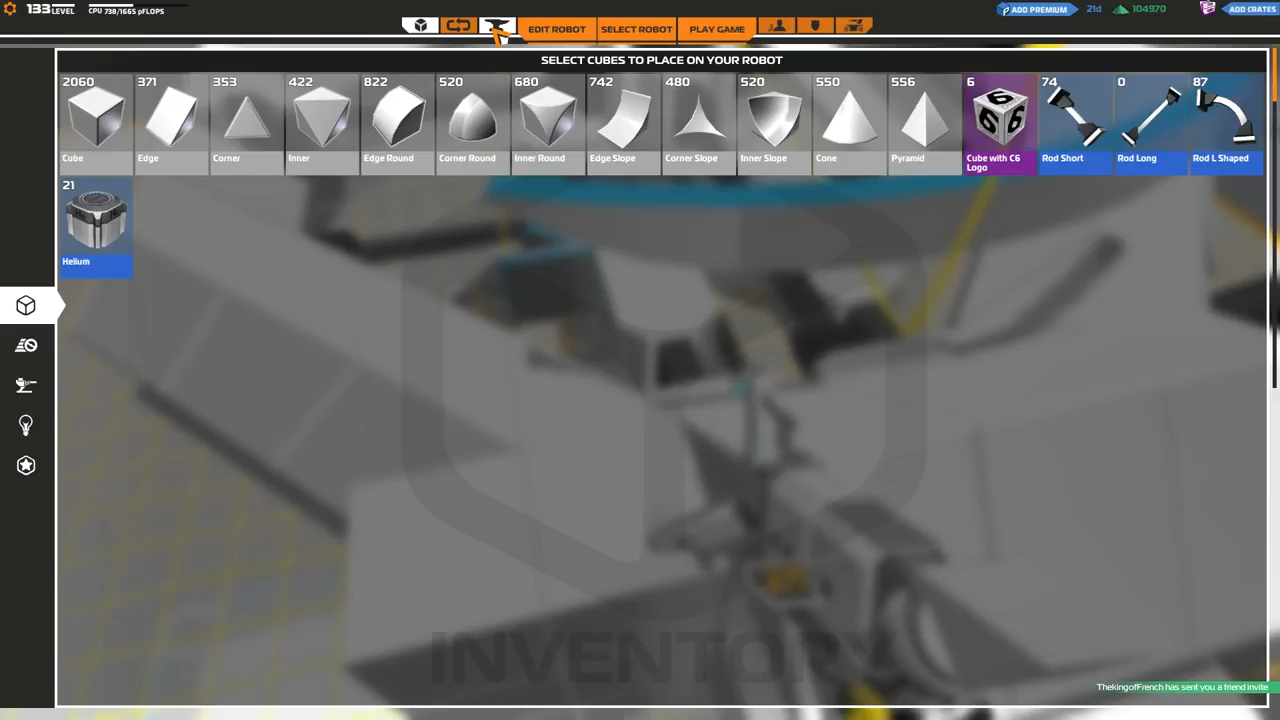 133 LEVEL
CPU 738/1665 pFLOPS
EDIT ROBOT
SELECT ROBOT
PLAY GAME
ADD PREMIUM
21d
104970
ADD CRATES
SELECT CUBES TO PLACE ON YOUR ROBOT
2060 371 353 422 822 520 680 742 480 520 550 556 6 74 0 87
Cube Edge Corner Inner Edge Round Corner Round Inner Round Edge Slope Corner Slope Inner Slope Cone Pyramid Cube with C6 Rod Short Rod Long Rod L Shaped
Logo
21
Helium
INVENTORY
ThekingofFrench has sent you a friend invite